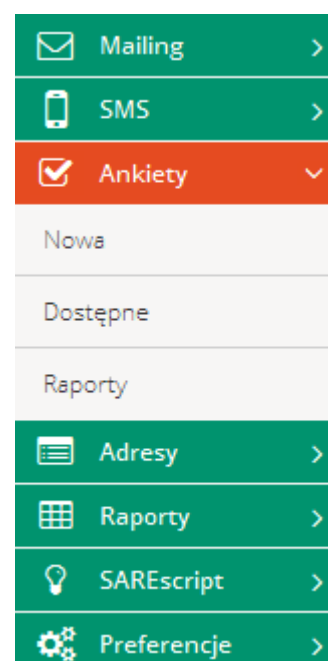 Mailing
SMS
Ankiety
Nowa
Dostępne
Raporty
Adresy
Raporty
SAREscript
Preferencje